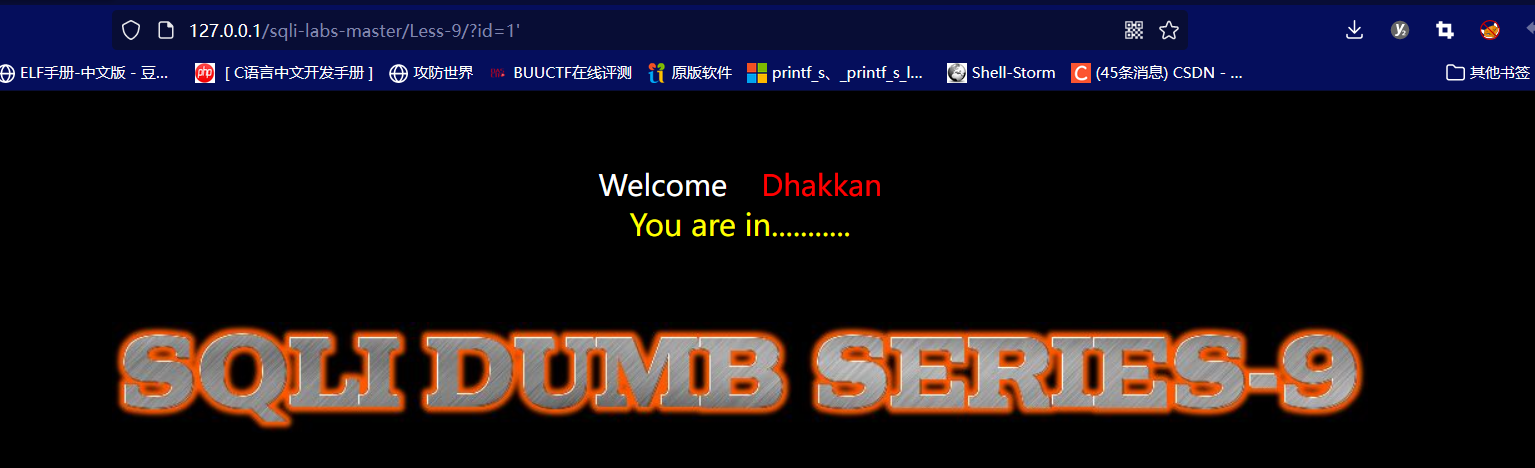 127.0.0.1/sqli-labs-master/Less-9/?id=1'
ELF手册-中文版 - 豆... php [ C语言中文开发手册 ] 攻防世界 BUUCTF在线评测 原版软件 printf_s、_printf_s_l... Shell-Storm C (45条消息) CSDN - ... 其他书签
Welcome Dhakkan
You are in...........
SQLI DUMB SERIES-9